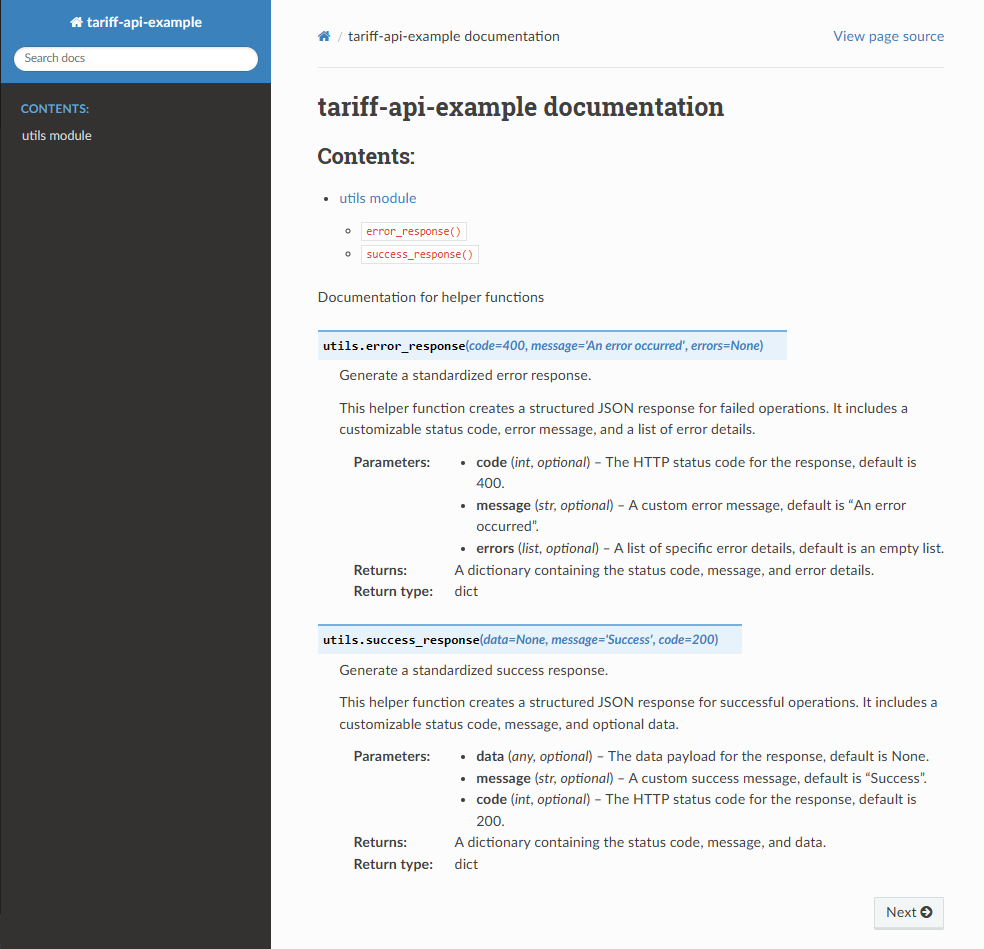 tariff-api-example
Search docs
CONTENTS:
utils module
/ tariff-api-example documentation
View page source
tariff-api-example documentation
Contents:
• utils module
error_response()
success_response()
Documentation for helper functions
utils.error_response(code=400, message='An error occurred', errors=None)
Generate a standardized error response.
This helper function creates a structured JSON response for failed operations. It includes a
customizable status code, error message, and a list of error details.
Parameters:
• code (int, optional) – The HTTP status code for the response, default is
400.
• message (str, optional) – A custom error message, default is “An error
occurred”.
• errors (list, optional) – A list of specific error details, default is an empty list.
Returns: A dictionary containing the status code, message, and error details.
Return type: dict
utils.success_response(data=None, message='Success', code=200)
Generate a standardized success response.
This helper function creates a structured JSON response for successful operations. It includes a
customizable status code, message, and optional data.
Parameters:
• data (any, optional) – The data payload for the response, default is None.
• message (str, optional) – A custom success message, default is “Success”.
• code (int, optional) – The HTTP status code for the response, default is
200.
Returns: A dictionary containing the status code, message, and data.
Return type: dict
Next